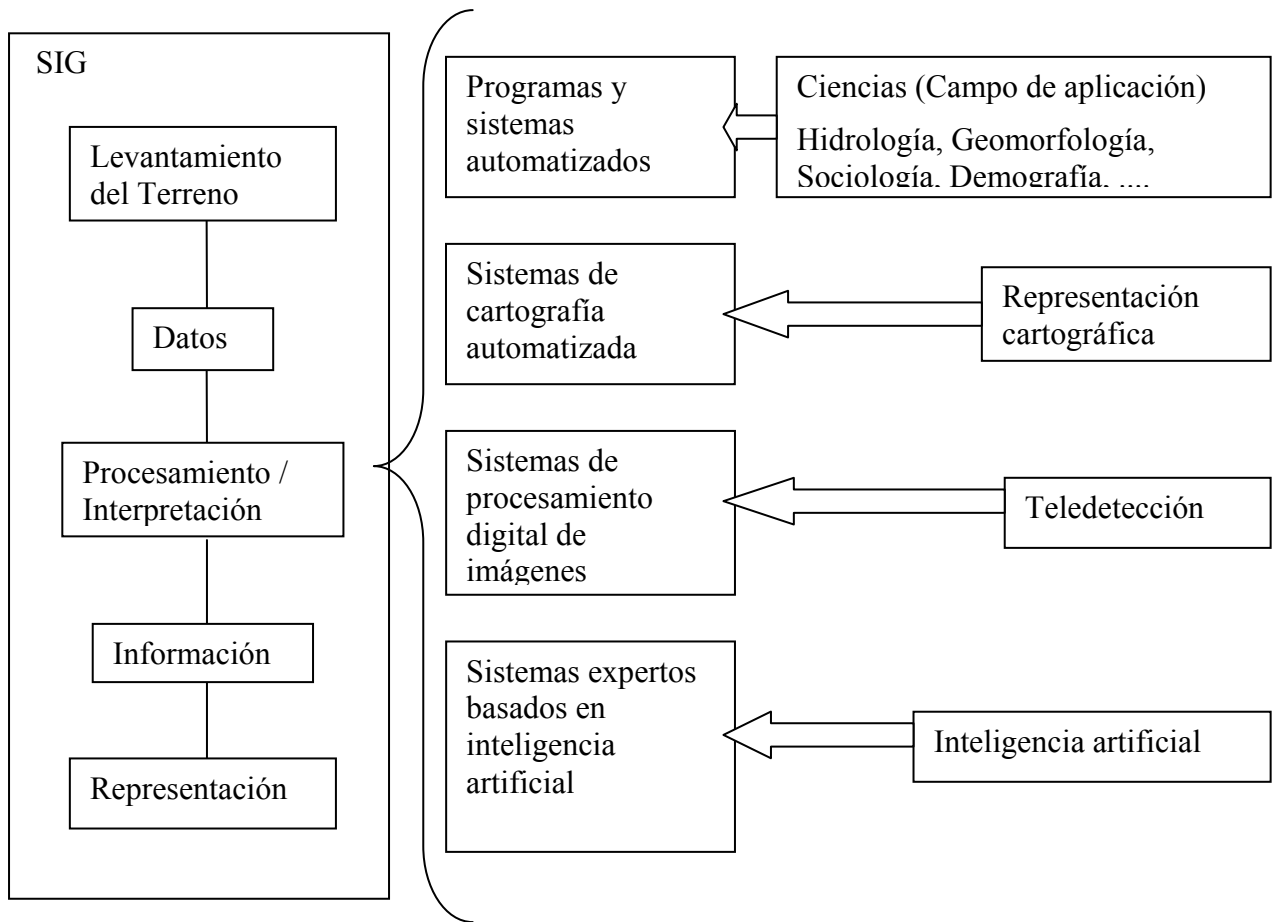 SIG
Levantamiento
del Terreno
Datos
Procesamiento /
Interpretación
Información
Representación
Programas y
sistemas
automatizados
Ciencias (Campo de aplicación)
Hidrología, Geomorfología,
Sociología, Demografía, ....
Sistemas de
cartografía
automatizada
Representación
cartográfica
Sistemas de
procesamiento
digital de
imágenes
Teledetección
Sistemas expertos
basados en
inteligencia
artificial
Inteligencia artificial